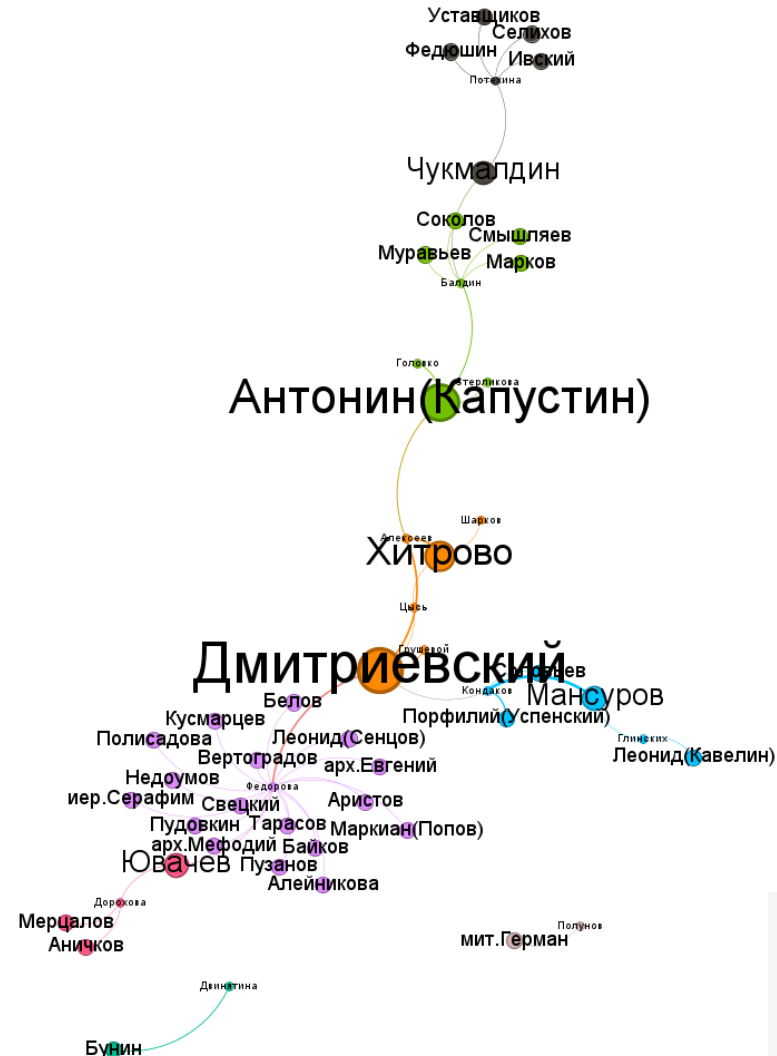 Уставщиков
Селихов
Федюшин
Ивский
Потехина
Чукмалдин
Соколов
Смышляев
Муравьев
Марков
Балдин
Головко
Этерликова
Антонин(Капустин)
Шарков
Алексеев
Хитрово
Цысь
Грушевой
Дмитриевский
Соловьев
Кондаков
Мансуров
Белов
Порфилий(Успенский)
Кусмарцев
Полисадова
Леонид(Сенцов)
Глинских
Леонид(Кавелин)
Вертоградов
арх.Евгений
Недоумов
Федорова
иер.Серафим
Свецкий
Аристов
Пудовкин
Тарасов
Маркиан(Попов)
арх.Мефодий
Байков
Ювачев
Пузанов
Алейникова
Дорохова
Мерцалов
Аничков
Полунов
мит.Герман
Двинятина
Бунин